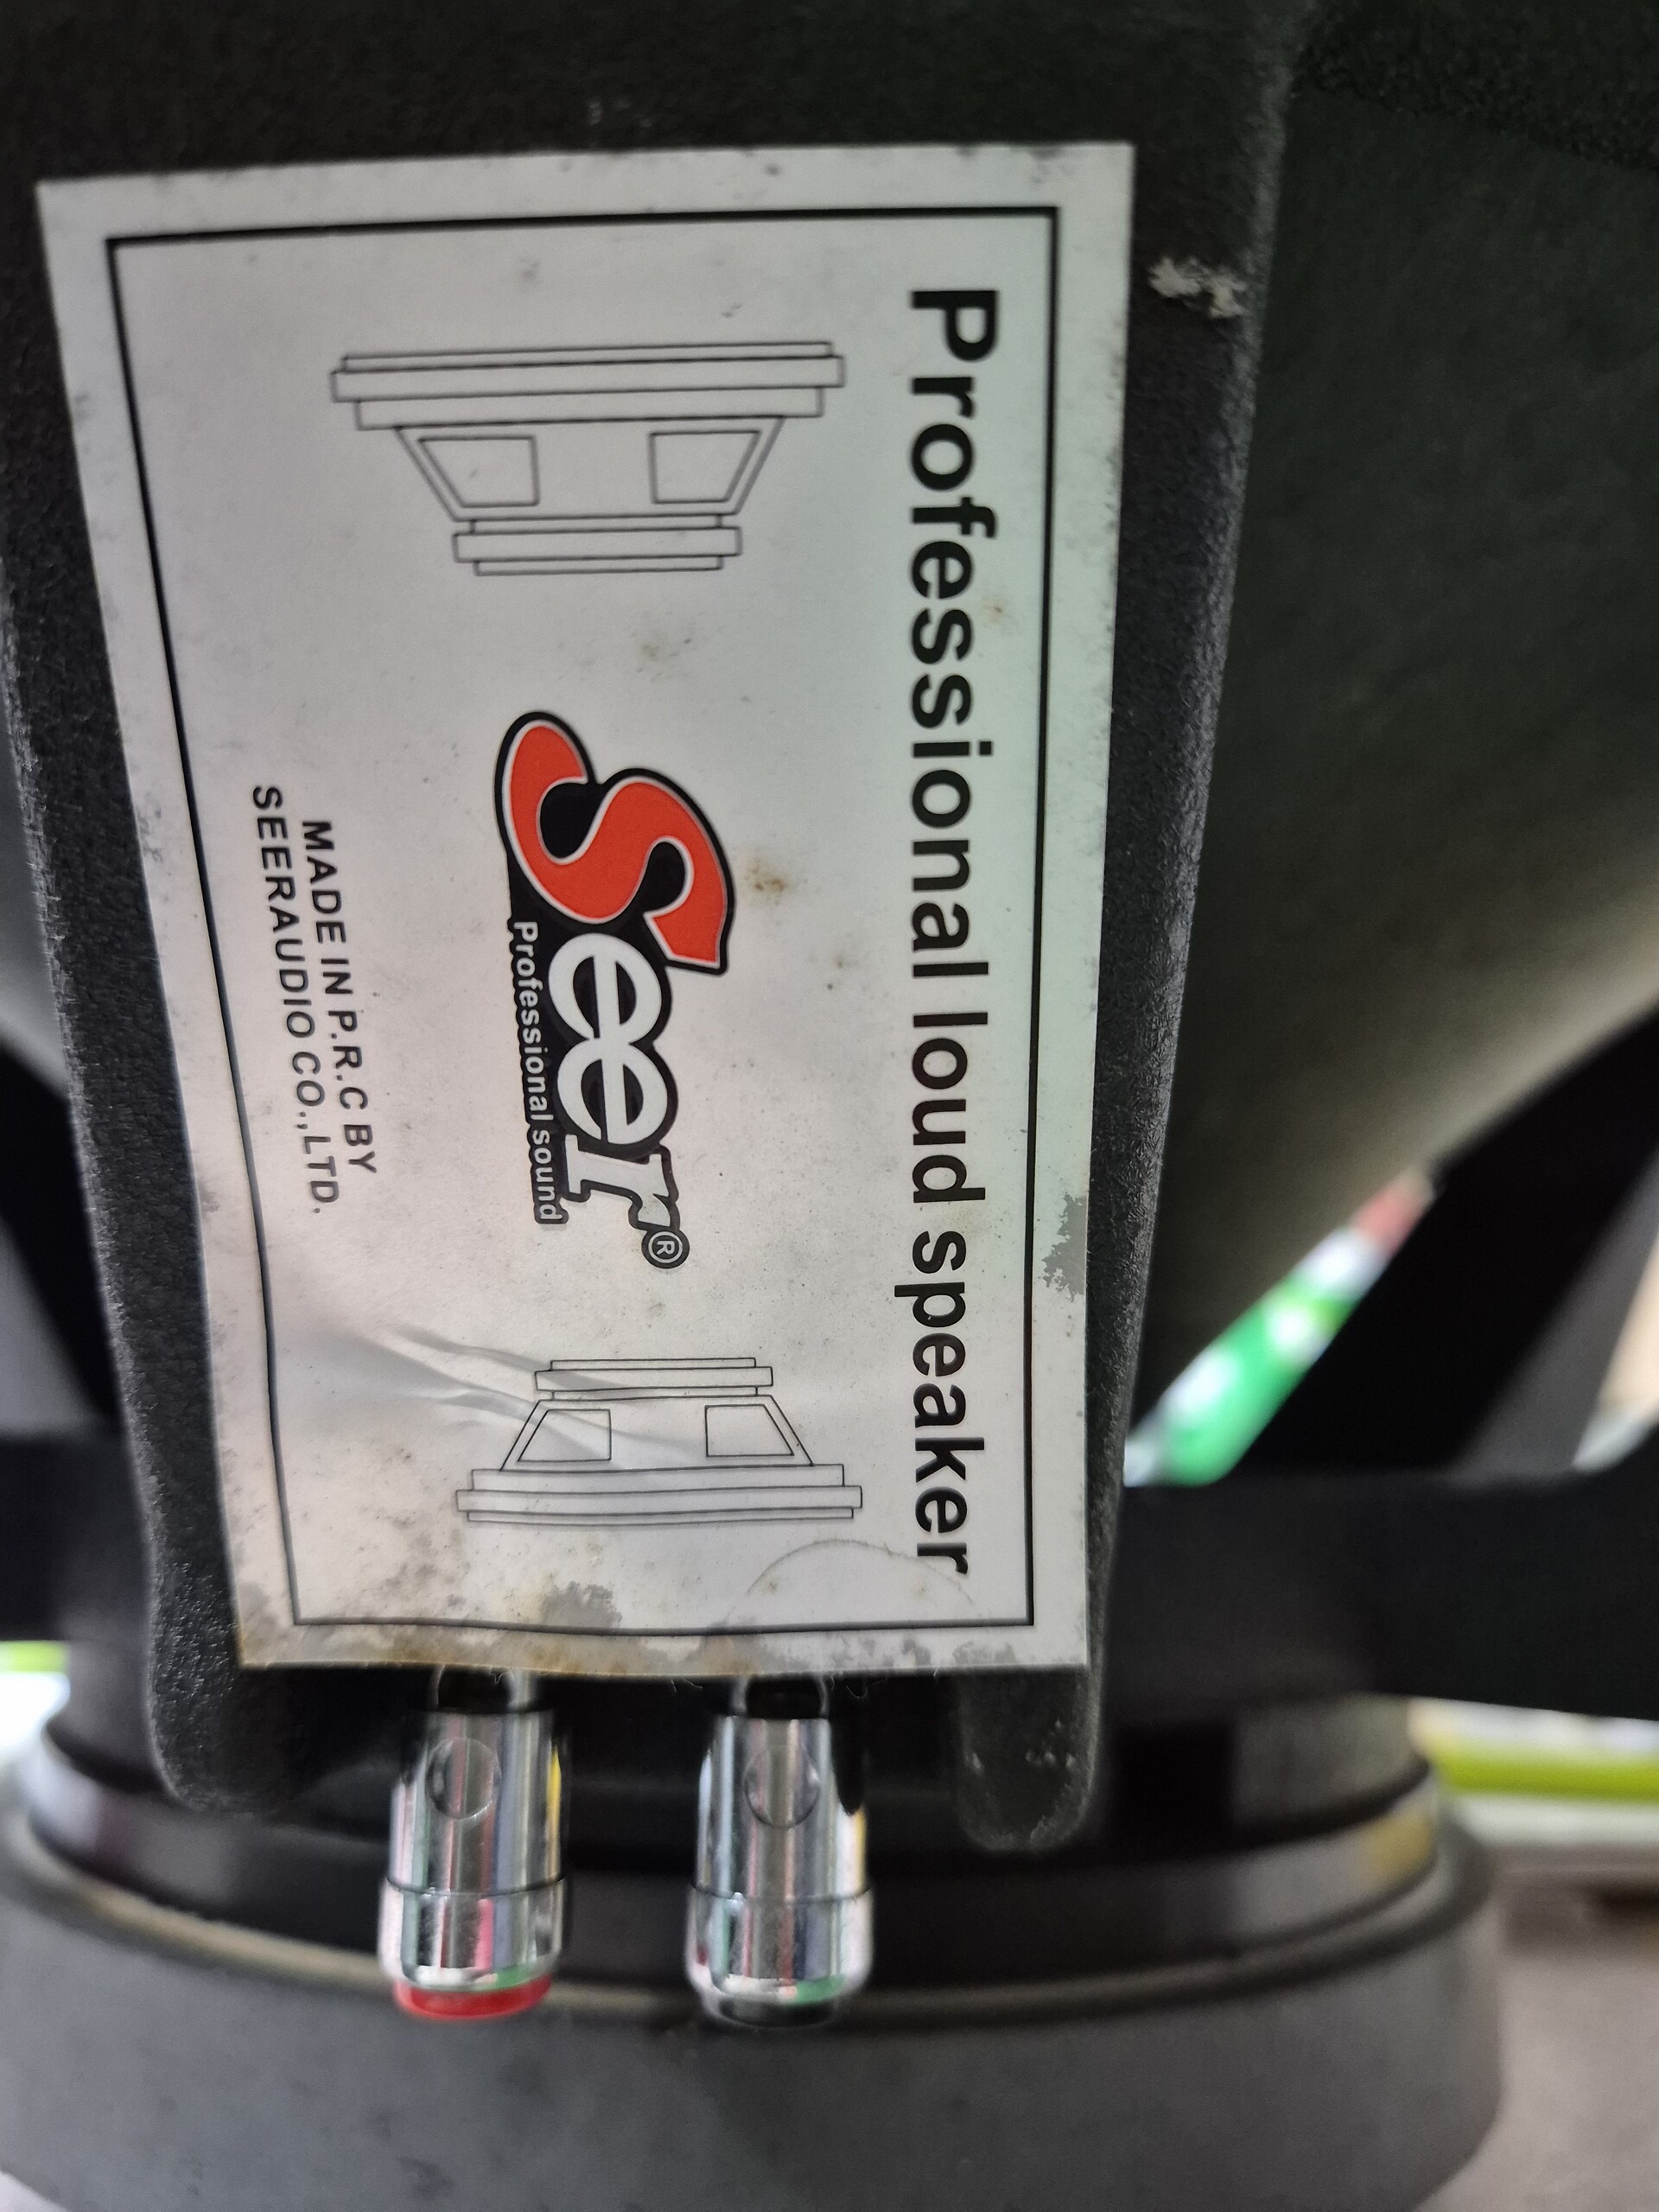 Professional loud speaker
Seer®
Professional sound
MADE IN P.R.C BY
SEERAUDIO CO.,LTD.